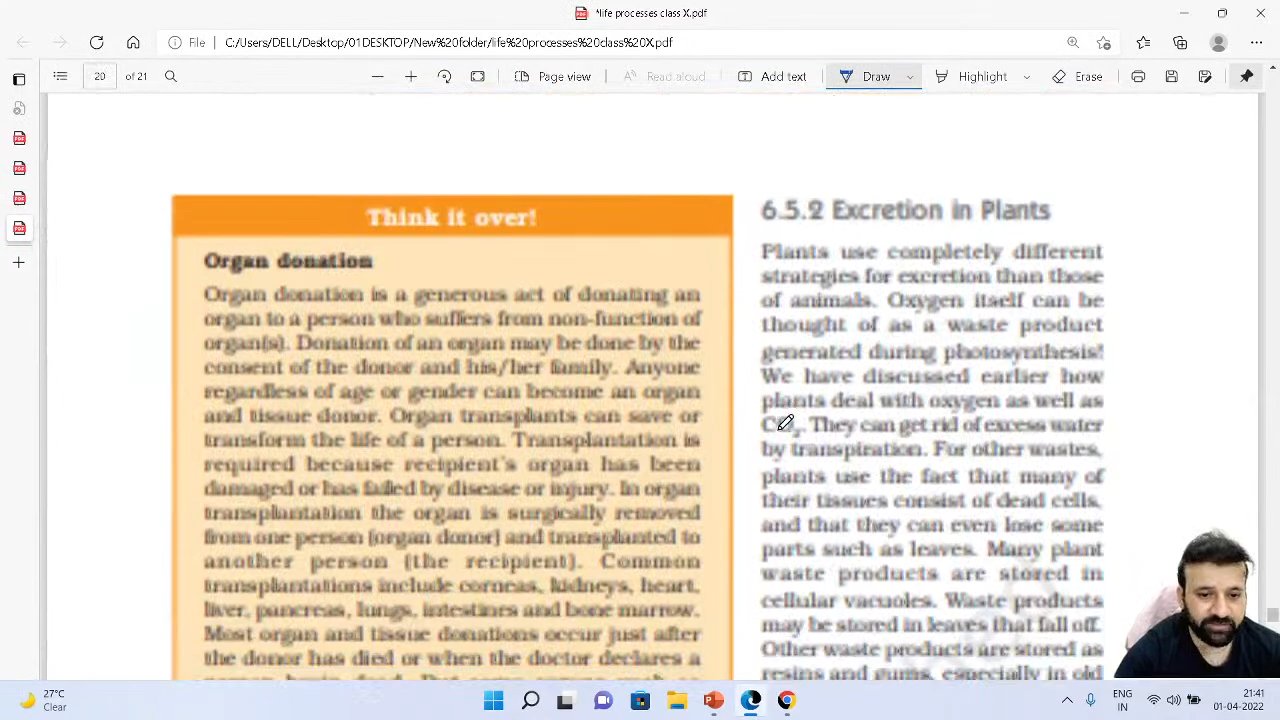 *life processes class X.pdf
File C:/Users/DELL/Desktop/01DESKTOP/New%20folder/life%20processes%20class%20X.pdf
20 of 2
Page view
Read aloud
Add text
Draw
Highlight
Erase
Think it over!
Organ donation
Organ donation is a generous act of donating an
organ to a person who suffers from non-function of
organ(s). Donation of an organ may be done by the
consent of the donor and his/her family. Anyone
regardless of age or gender can become an organ
and tissue donor. Organ transplants can save or
transform the life of a person. Transplantation is
required because recipient's organ has been
damaged or has failed by disease or injury. In organ
transplantation the organ is surgically removed
from one person (organ donor) and transplanted to
another person (the recipient). Common
transplantations include corneas, kidneys, heart,
liver, pancreas, lungs, intestines and bone marrow.
Most organ and tissue donations occur just after
the donor has died or when the doctor declares a
6.5.2 Excretion in Plants
Plants use completely different
strategies for excretion than those
of animals. Oxygen itself can be
thought of as a waste product
generated during photosynthesis!
We have discussed earlier how
plants deal with oxygen as well as
They can get rid of excess water
by transpiration. For other wastes,
plants use the fact that many of
their tissues consist of dead cells,
and that they can even lose some
parts such as leaves. Many plant
waste products are stored in
cellular vacuoles. Waste products
may be stored in leaves that fall off.
Other waste products are stored as
resins and gums, especially in old
27°C
Clear
ENG
IN
21:41
01-04-2022